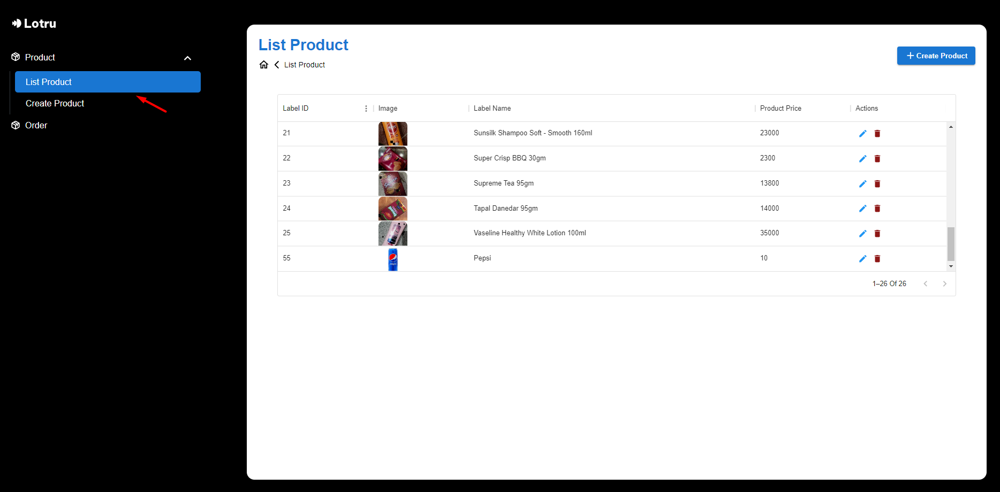 Lotru
Product
List Product
Create Product
Order
List Product
List Product
Create Product
Label ID Image Label Name Product Price Actions
21 Sunsilk Shampoo Soft - Smooth 160ml 23000
22 Super Crisp BBQ 30gm 2300
23 Supreme Tea 95gm 13800
24 Tapal Danedar 95gm 14000
25 Vaseline Healthy White Lotion 100ml 35000
55 Pepsi 10
1–26 Of 26